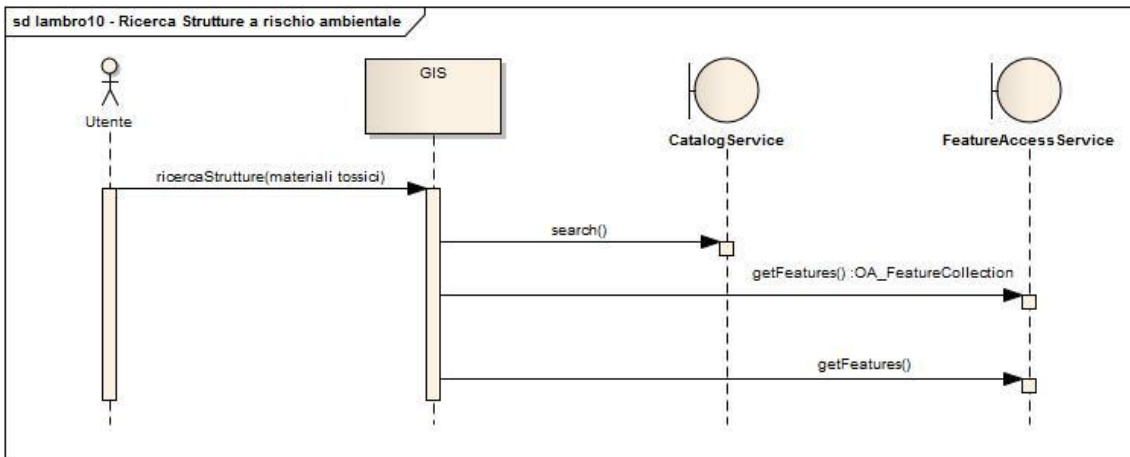 sd lambro10 - Ricerca Strutture a rischio ambientale
Utente
GIS
CatalogService
FeatureAccessService
ricercaStrutture(materiali tossici)
search()
getFeatures() :OA_FeatureCollection
getFeatures()